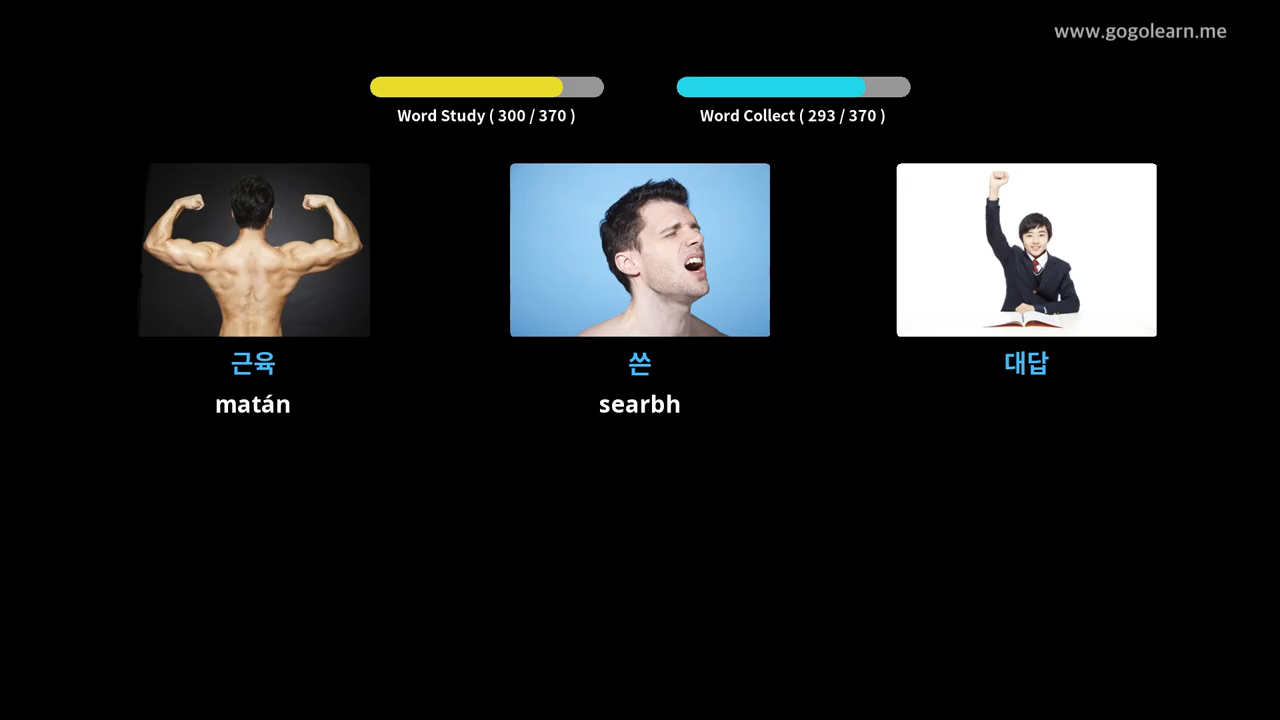 www.gogolearn.me
Word Study ( 300 / 370 )
Word Collect ( 293 / 370 )
근육
쓴
대답
matán
searbh